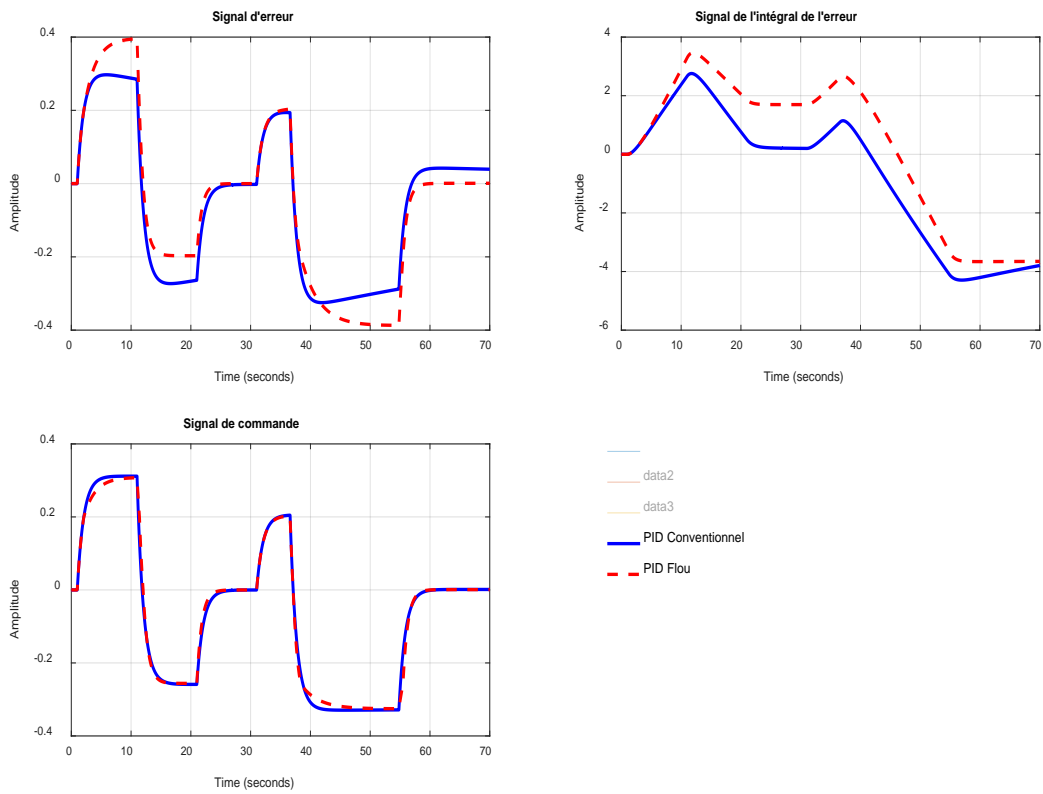 Signal d'erreur
0.4
0.2
0
-0.2
-0.4
Amplitude
0 10 20 30 40 50 60 70
Time (seconds)
Signal de l'intégral de l'erreur
4
2
0
-2
-4
-6
Amplitude
0 10 20 30 40 50 60 70
Time (seconds)
Signal de commande
0.4
0.2
0
-0.2
-0.4
Amplitude
0 10 20 30 40 50 60 70
Time (seconds)
data2
data3
PID Conventionnel
PID Flou